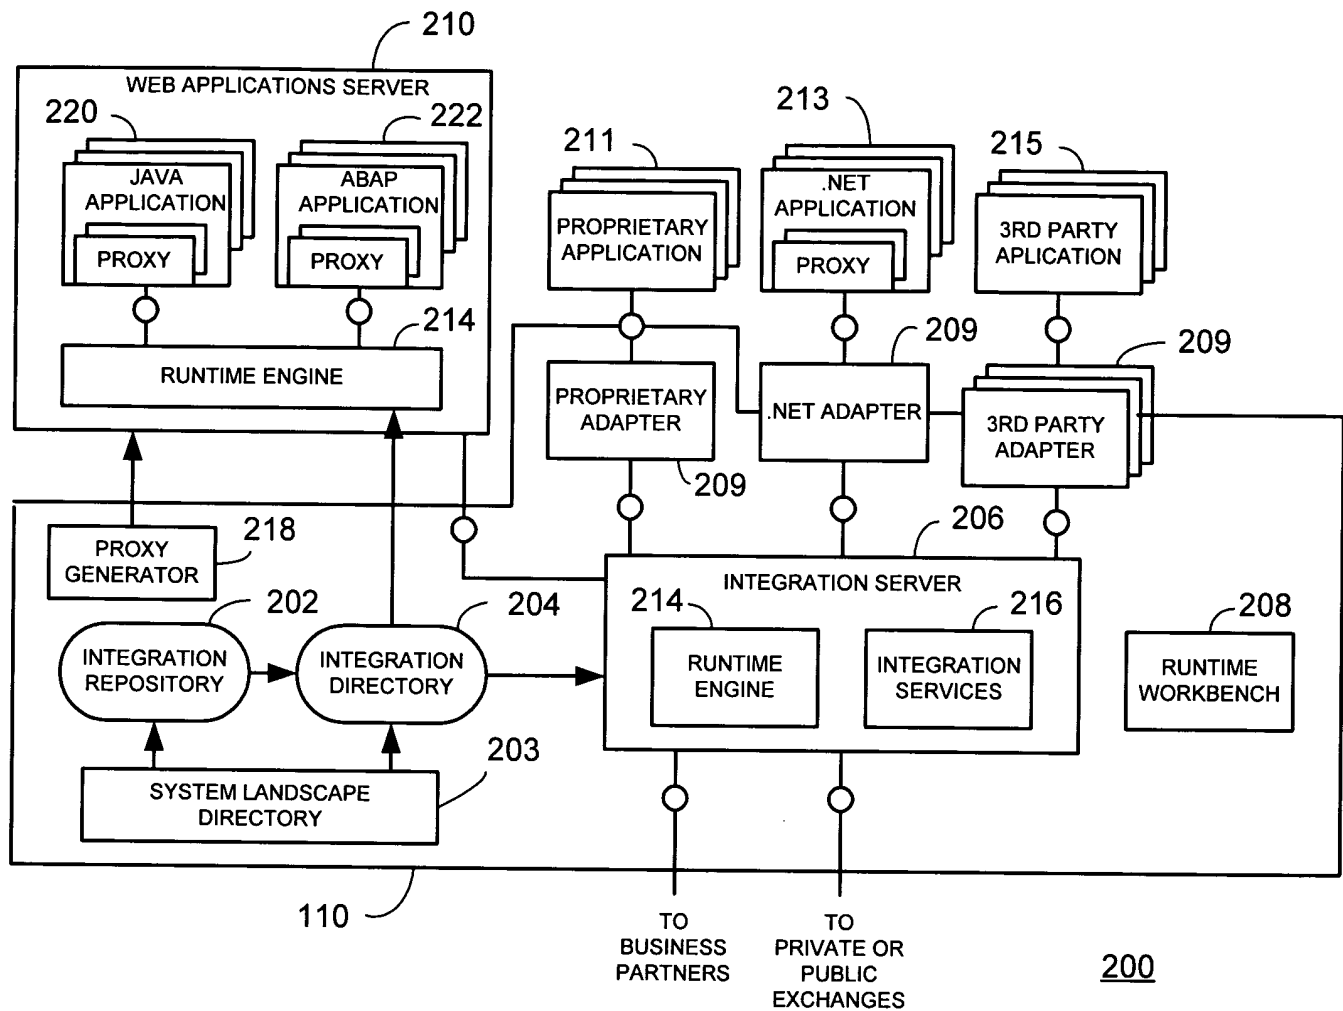 210
WEB APPLICATIONS SERVER
220
222
JAVA
APPLICATION
PROXY
ABAP
APPLICATION
PROXY
214
RUNTIME ENGINE
211
PROPRIETARY
APPLICATION
213
.NET
APPLICATION
PROXY
215
3RD PARTY
APLICATION
PROPRIETARY
ADAPTER
209
209
.NET ADAPTER
209
3RD PARTY
ADAPTER
PROXY
GENERATOR
218
202
INTEGRATION
REPOSITORY
204
INTEGRATION
DIRECTORY
206
INTEGRATION SERVER
214
RUNTIME
ENGINE
216
INTEGRATION
SERVICES
208
RUNTIME
WORKBENCH
203
SYSTEM LANDSCAPE
DIRECTORY
110
TO
BUSINESS
PARTNERS
TO
PRIVATE OR
PUBLIC
EXCHANGES
200